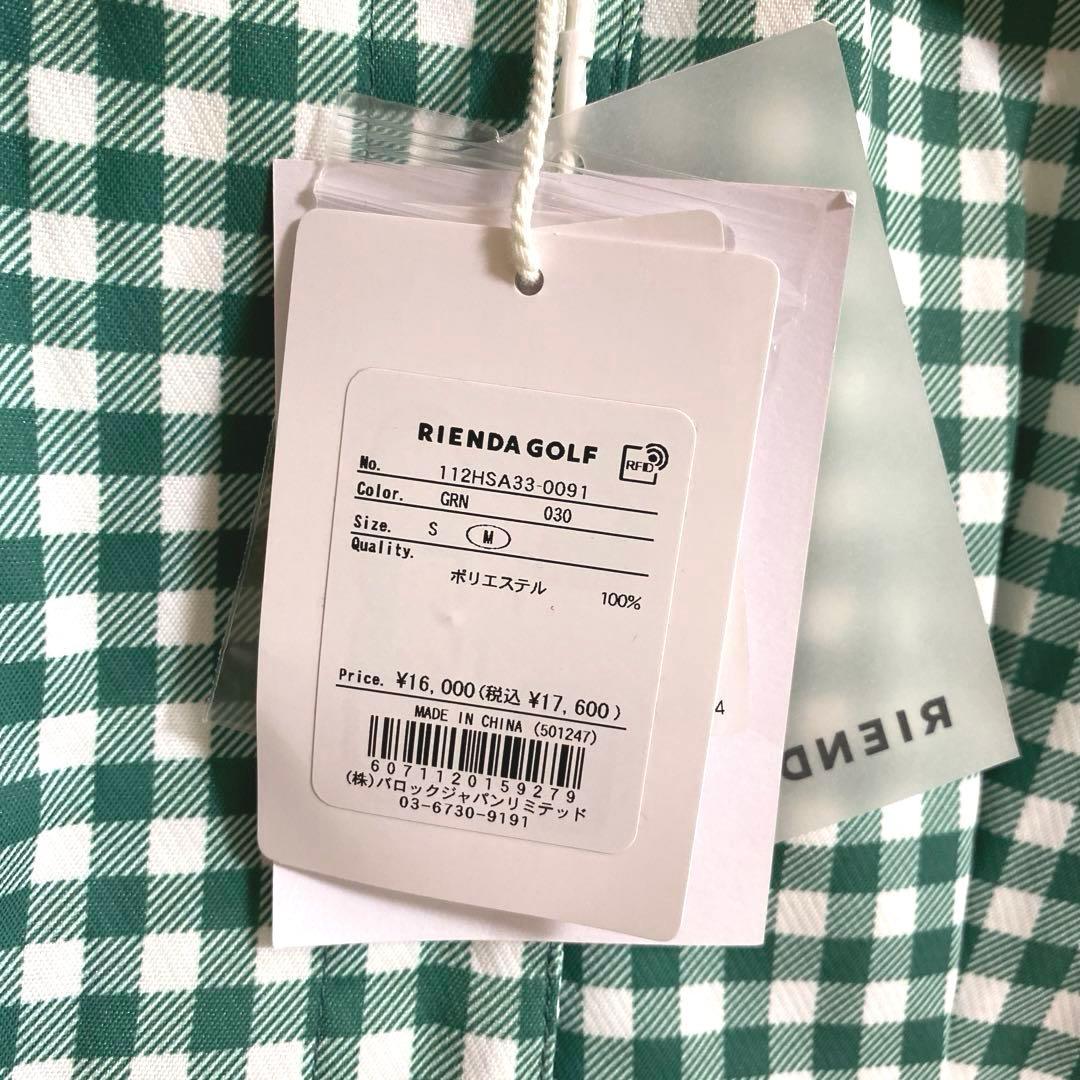 RIENDA GOLF
RFID
No. 112HSA33-0091
Color. GRN 030
Size. S M
Quality.
ポリエステル 100%
Price. ¥16,000(税込 ¥17,600)
MADE IN CHINA (501247)
6071120159279
(株)バロックジャパンリミテッド
03-6730-9191
4
RIEND